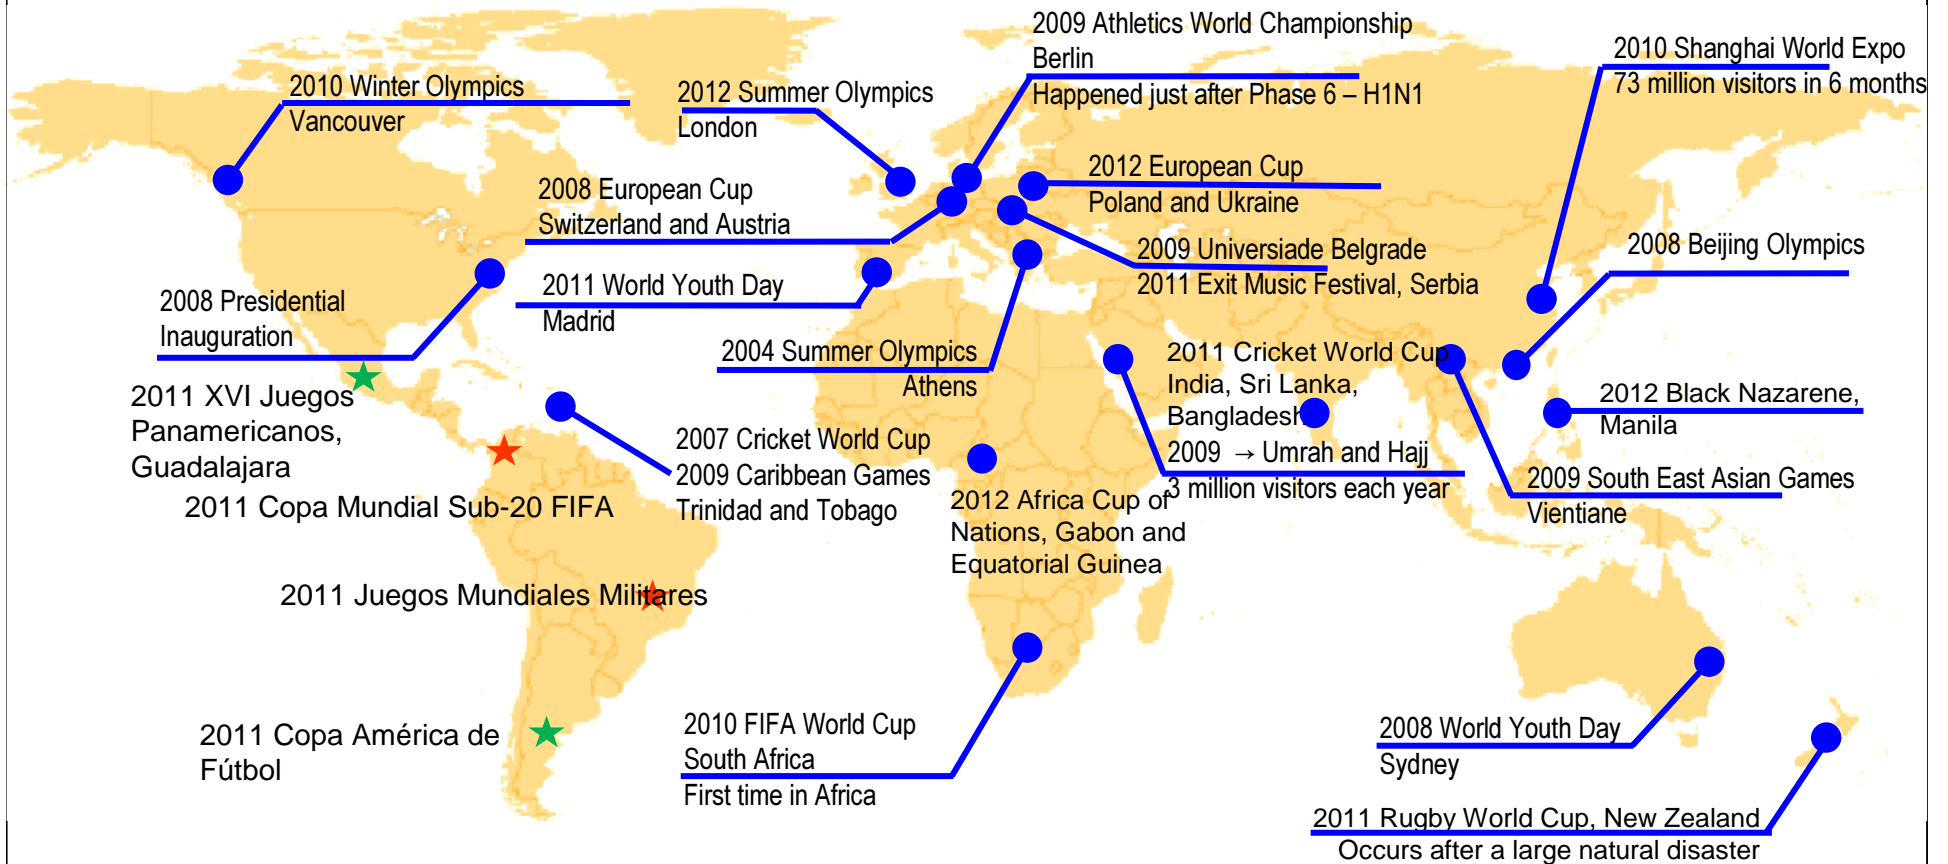 2009 Athletics World Championship
Berlin
Happened just after Phase 6 – H1N1
2010 Shanghai World Expo
73 million visitors in 6 months
2010 Winter Olympics
Vancouver
2012 Summer Olympics
London
2012 European Cup
Poland and Ukraine
2008 European Cup
Switzerland and Austria
2009 Universiade Belgrade
2011 Exit Music Festival, Serbia
2008 Beijing Olympics
2011 World Youth Day
Madrid
2008 Presidential
Inauguration
2004 Summer Olympics
Athens
2011 Cricket World Cup
India, Sri Lanka,
Bangladesh
2011 XVI Juegos
Panamericanos,
Guadalajara
2012 Black Nazarene,
Manila
2007 Cricket World Cup
2009 Caribbean Games
Trinidad and Tobago
2009 → Umrah and Hajj
3 million visitors each year
2009 South East Asian Games
Vientiane
2011 Copa Mundial Sub-20 FIFA
2012 Africa Cup of
Nations, Gabon and
Equatorial Guinea
2011 Juegos Mundiales Militares
2011 Copa América de
Fútbol
2010 FIFA World Cup
South Africa
First time in Africa
2008 World Youth Day
Sydney
2011 Rugby World Cup, New Zealand
Occurs after a large natural disaster